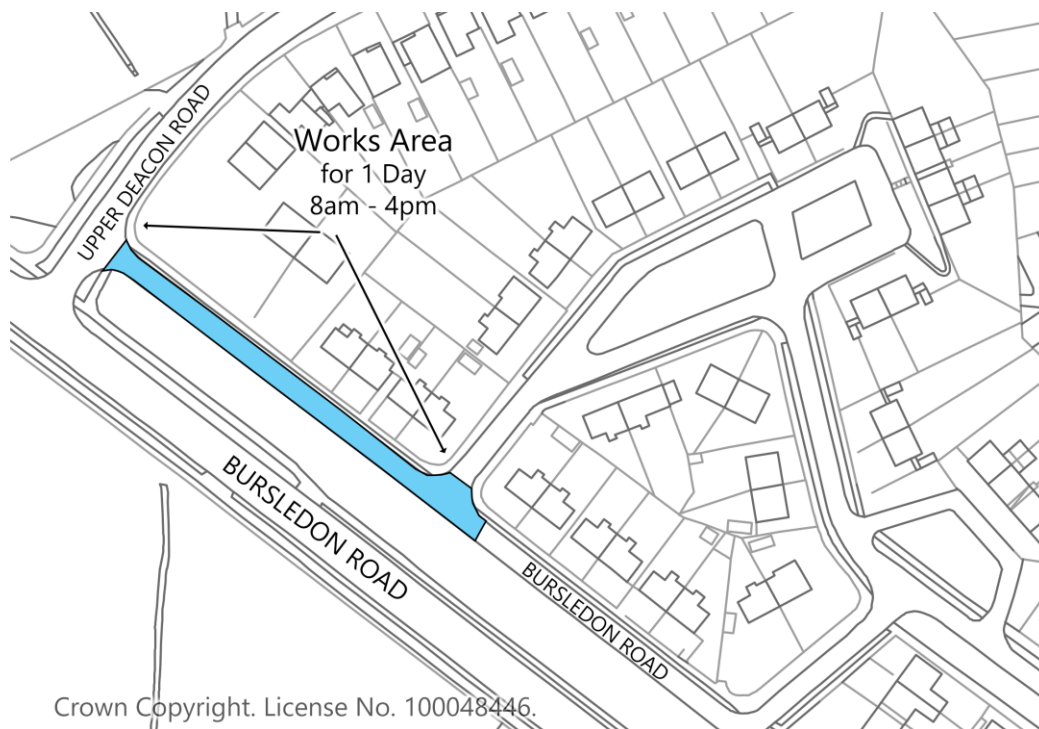 UPPER DEACON ROAD
Works Area
for 1 Day
8am - 4pm
BURSLEDON ROAD
BURSLEDON ROAD
Crown Copyright. License No. 100048446.